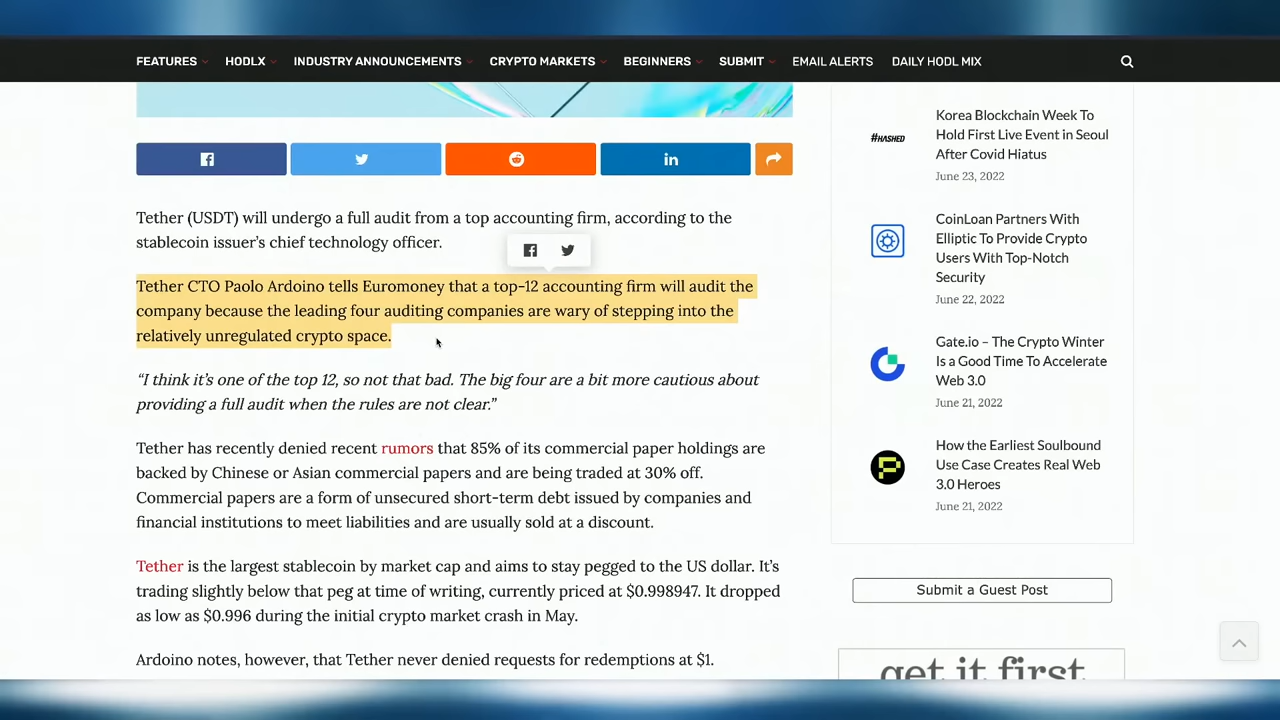 FEATURES HODLX INDUSTRY ANNOUNCEMENTS CRYPTO MARKETS BEGINNERS SUBMIT EMAIL ALERTS DAILY HODL MIX
Tether (USDT) will undergo a full audit from a top accounting firm, according to the
stablecoin issuer's chief technology officer.
Tether CTO Paolo Ardoino tells Euromoney that a top-12 accounting firm will audit the
company because the leading four auditing companies are wary of stepping into the
relatively unregulated crypto space.
“I think it's one of the top 12, so not that bad. The big four are a bit more cautious about
providing a full audit when the rules are not clear.”
Tether has recently denied recent rumors that 85% of its commercial paper holdings are
backed by Chinese or Asian commercial papers and are being traded at 30% off.
Commercial papers are a form of unsecured short-term debt issued by companies and
financial institutions to meet liabilities and are usually sold at a discount.
Tether is the largest stablecoin by market cap and aims to stay pegged to the US dollar. It's
trading slightly below that peg at time of writing, currently priced at $0.998947. It dropped
as low as $0.996 during the initial crypto market crash in May.
Ardoino notes, however, that Tether never denied requests for redemptions at $1.
#HASHED
Korea Blockchain Week To
Hold First Live Event in Seoul
After Covid Hiatus
June 23, 2022
CoinLoan Partners With
Elliptic To Provide Crypto
Users With Top-Notch
Security
June 22, 2022
Gate.io – The Crypto Winter
Is a Good Time To Accelerate
Web 3.0
June 21, 2022
How the Earliest Soulbound
Use Case Creates Real Web
3.0 Heroes
June 21, 2022
Submit a Guest Post
get it first